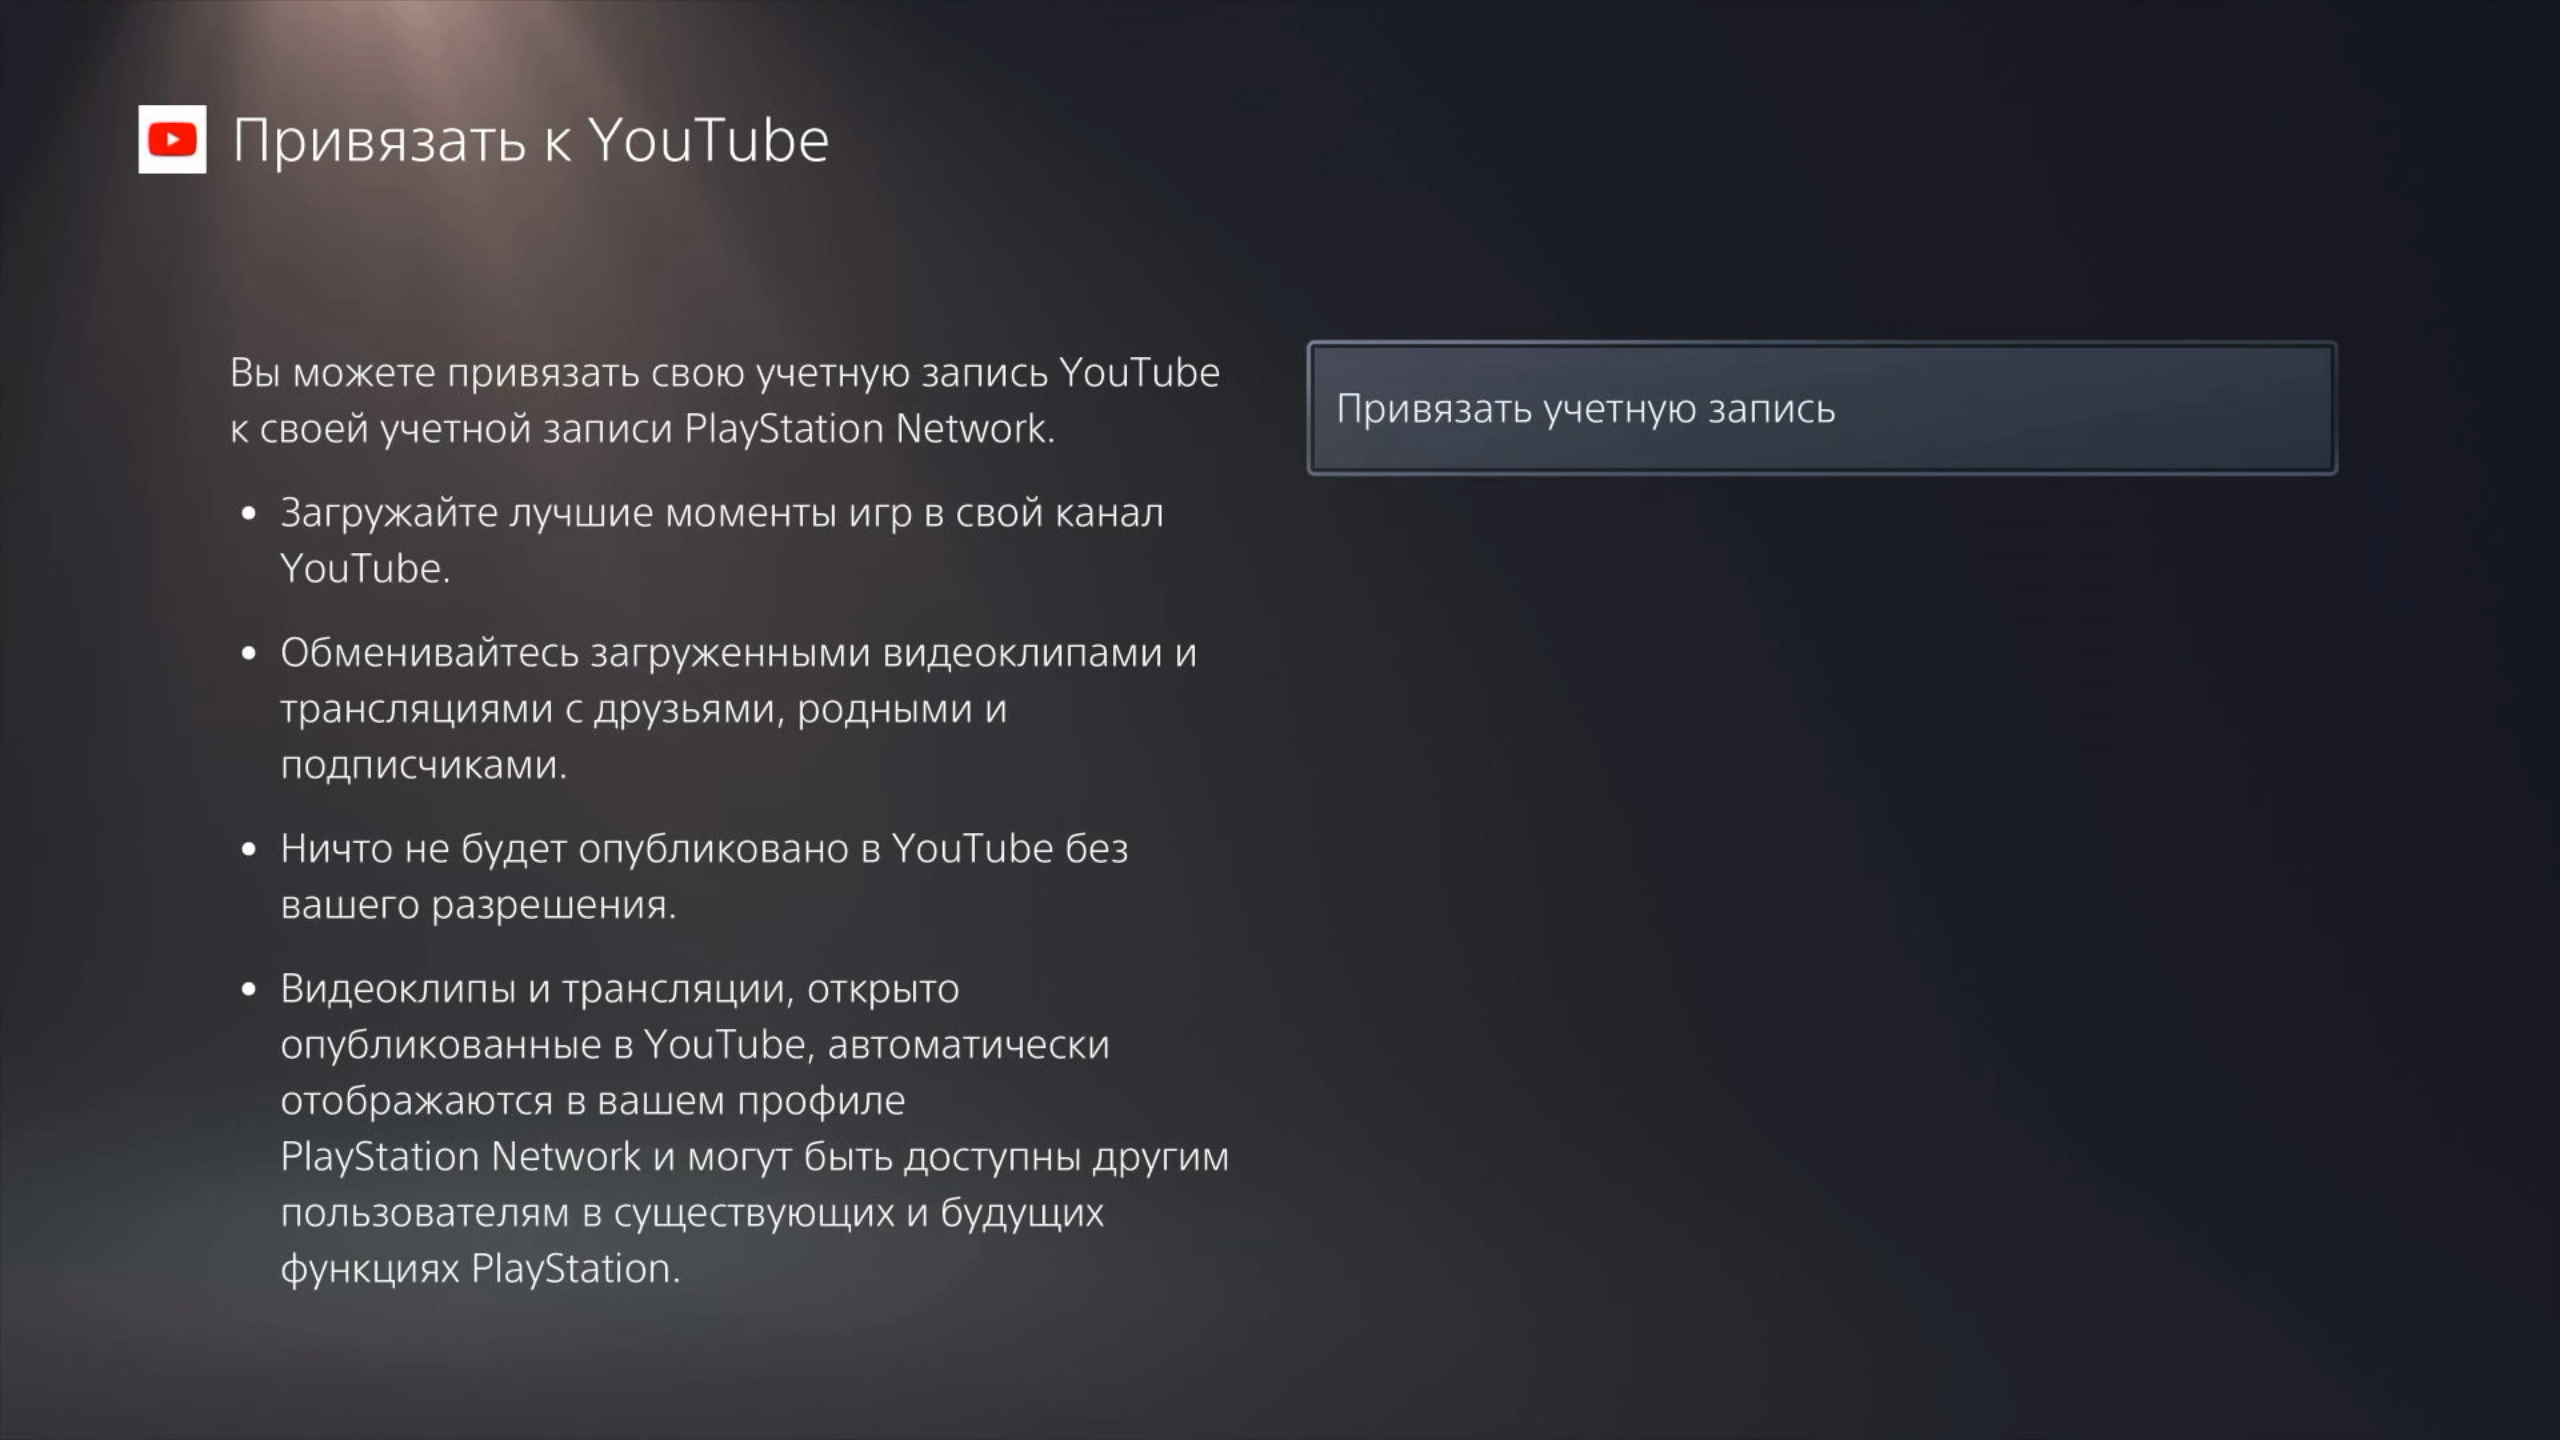 Привязать к YouTube
Вы можете привязать свою учетную запись YouTube
к своей учетной записи PlayStation Network.
• Загружайте лучшие моменты игр в свой канал
YouTube.
• Обменивайтесь загруженными видеоклипами и
трансляциями с друзьями, родными и
подписчиками.
• Ничто не будет опубликовано в YouTube без
вашего разрешения.
• Видеоклипы и трансляции, открыто
опубликованные в YouTube, автоматически
отображаются в вашем профиле
PlayStation Network и могут быть доступны другим
пользователям в существующих и будущих
функциях PlayStation.
Привязать учетную запись